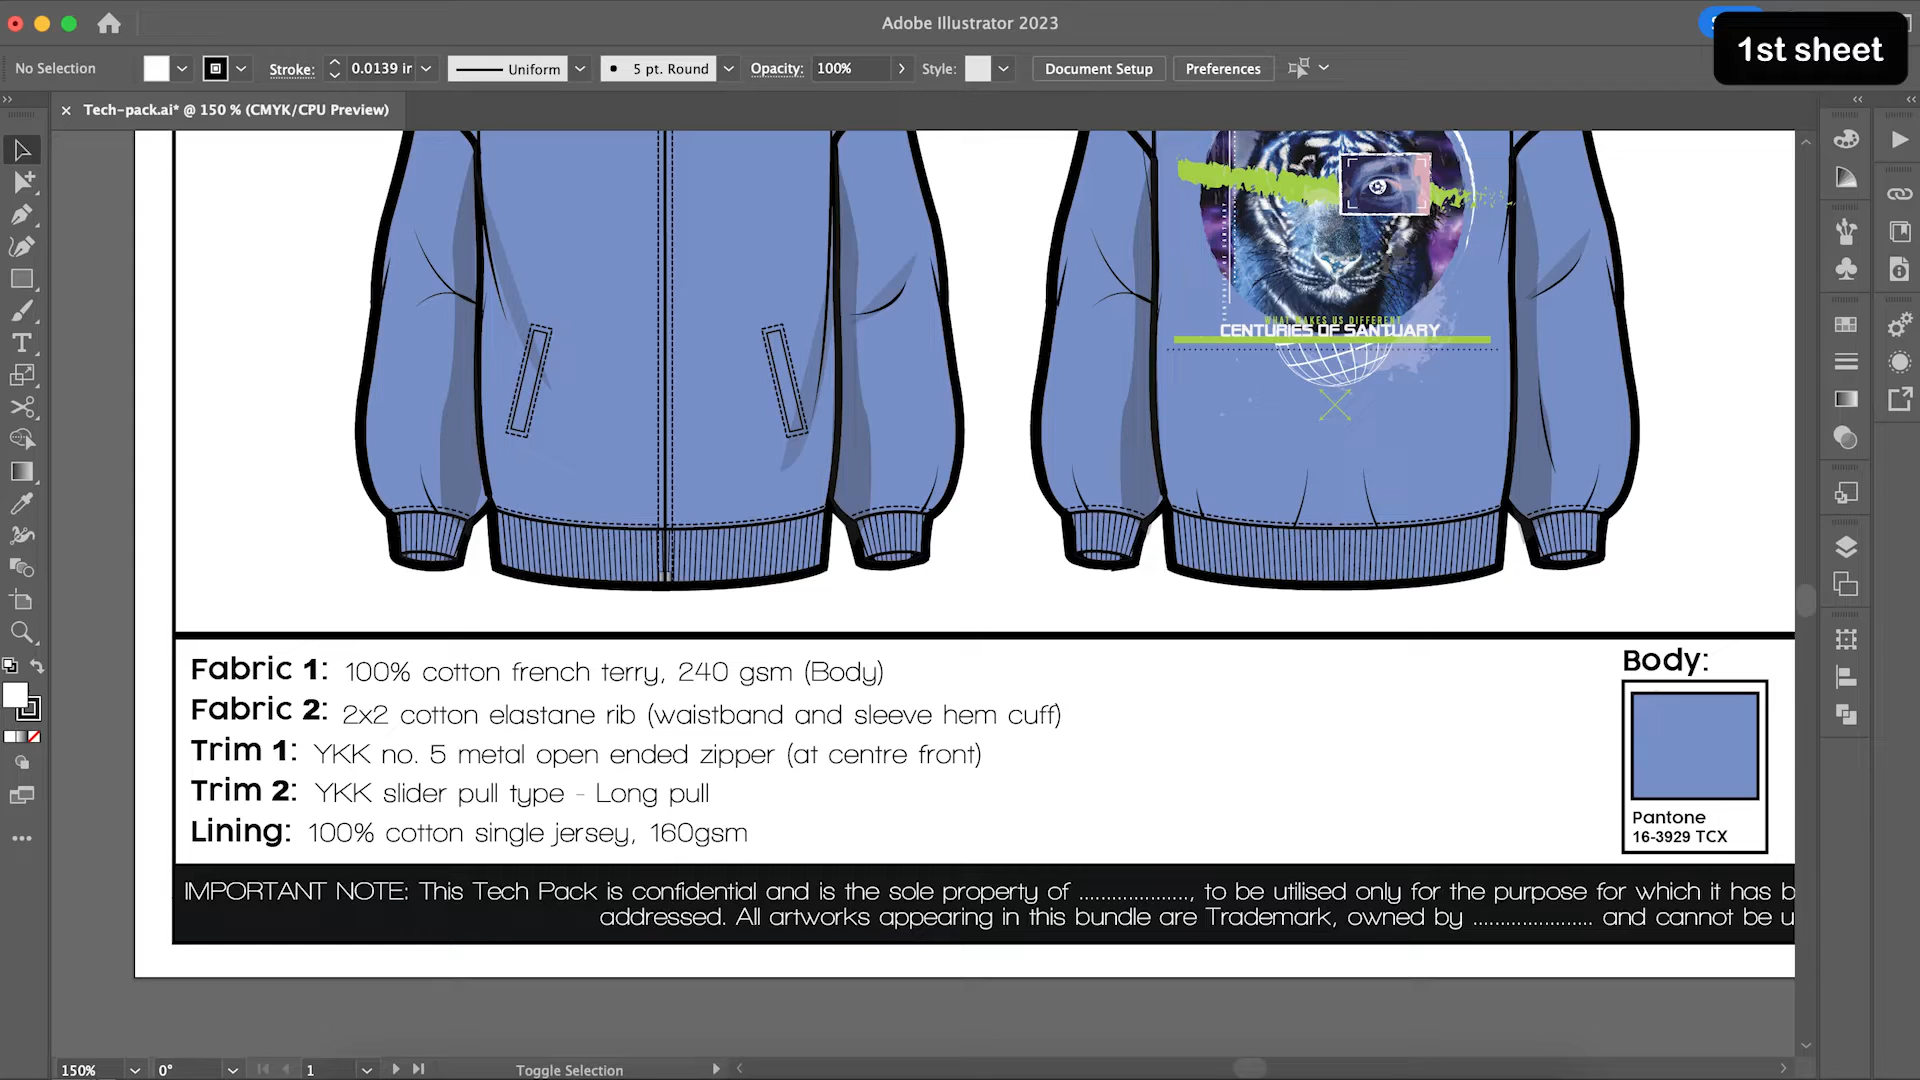 Adobe Illustrator 2023
1st sheet
No Selection
Stroke:
0.0139 ir
Uniform
5 pt. Round
Opacity:
100%
Style:
Document Setup
Preferences
Tech-pack.ai* @ 150 % (CMYK/CPU Preview)
WHAT MAKES US DIFFERENT
CENTURIES OF SANTUARY
Fabric 1: 100% cotton french terry, 240 gsm (Body)
Fabric 2: 2x2 cotton elastane rib (waistband and sleeve hem cuff)
Trim 1: YKK no. 5 metal open ended zipper (at centre front)
Trim 2: YKK slider pull type - Long pull
Lining: 100% cotton single jersey, 160gsm
Body:
Pantone
16-3929 TCX
IMPORTANT NOTE: This Tech Pack is confidential and is the sole property of ...................., to be utilised only for the purpose for which it has b
addressed. All artworks appearing in this bundle are Trademark, owned by ...................... and cannot be u
150%
0°
1
Toggle Selection